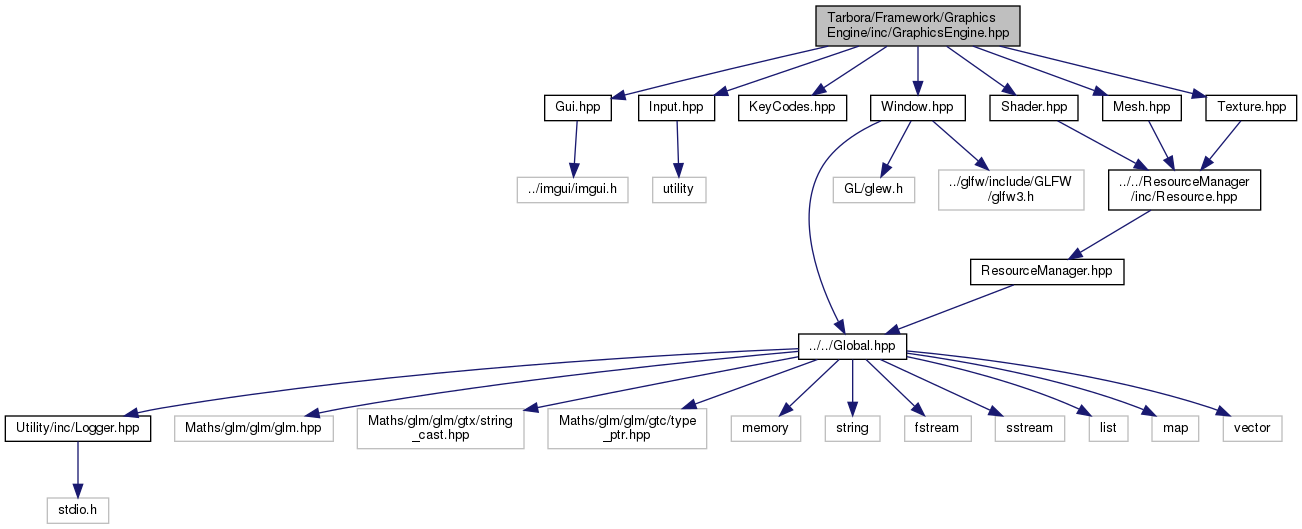 Tarbora/Framework/Graphics
Engine/inc/GraphicsEngine.hpp
Gui.hpp
Input.hpp
KeyCodes.hpp
Window.hpp
Shader.hpp
Mesh.hpp
Texture.hpp
../imgui/imgui.h
utility
GL/glew.h
../glfw/include/GLFW
/glfw3.h
../../ResourceManager
/inc/Resource.hpp
ResourceManager.hpp
../../Global.hpp
Utility/inc/Logger.hpp
Maths/glm/glm/glm.hpp
Maths/glm/glm/gtx/string
_cast.hpp
Maths/glm/glm/gtc/type
_ptr.hpp
memory
string
fstream
sstream
list
map
vector
stdio.h